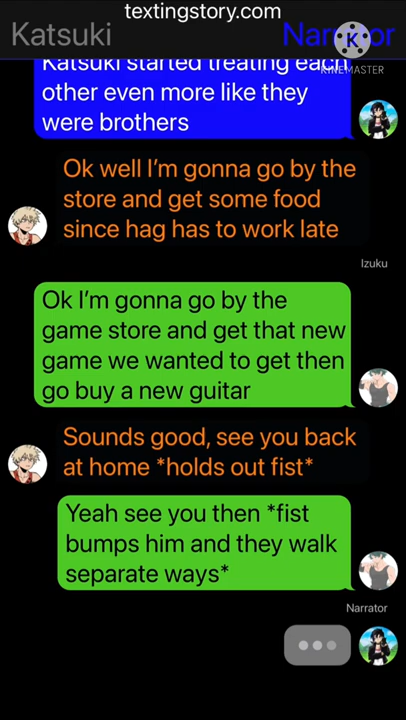 textingstory.com
Katsuki
Narrator
K
KINEMASTER
Katsuki started treating each
other even more like they
were brothers
Ok well I'm gonna go by the
store and get some food
since hag has to work late
Izuku
Ok I'm gonna go by the
game store and get that new
game we wanted to get then
go buy a new guitar
Sounds good, see you back
at home *holds out fist*
Yeah see you then *fist
bumps him and they walk
separate ways*
Narrator